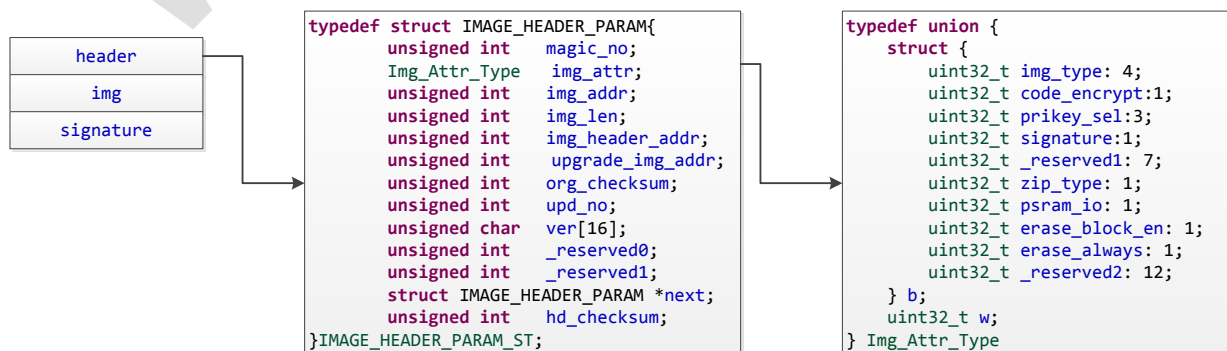 header
img
signature
typedef struct IMAGE_HEADER_PARAM{
unsigned int magic_no;
Img_Attr_Type img_attr;
unsigned int img_addr;
unsigned int img_len;
unsigned int img_header_addr;
unsigned int upgrade_img_addr;
unsigned int org_checksum;
unsigned int upd_no;
unsigned char ver[16];
unsigned int _reserved0;
unsigned int _reserved1;
struct IMAGE_HEADER_PARAM *next;
unsigned int hd_checksum;
}IMAGE_HEADER_PARAM_ST;
typedef union {
struct {
uint32_t img_type: 4;
uint32_t code_encrypt:1;
uint32_t prikey_sel:3;
uint32_t signature:1;
uint32_t _reserved1: 7;
uint32_t zip_type: 1;
uint32_t psram_io: 1;
uint32_t erase_block_en: 1;
uint32_t erase_always: 1;
uint32_t _reserved2: 12;
} b;
uint32_t w;
} Img_Attr_Type